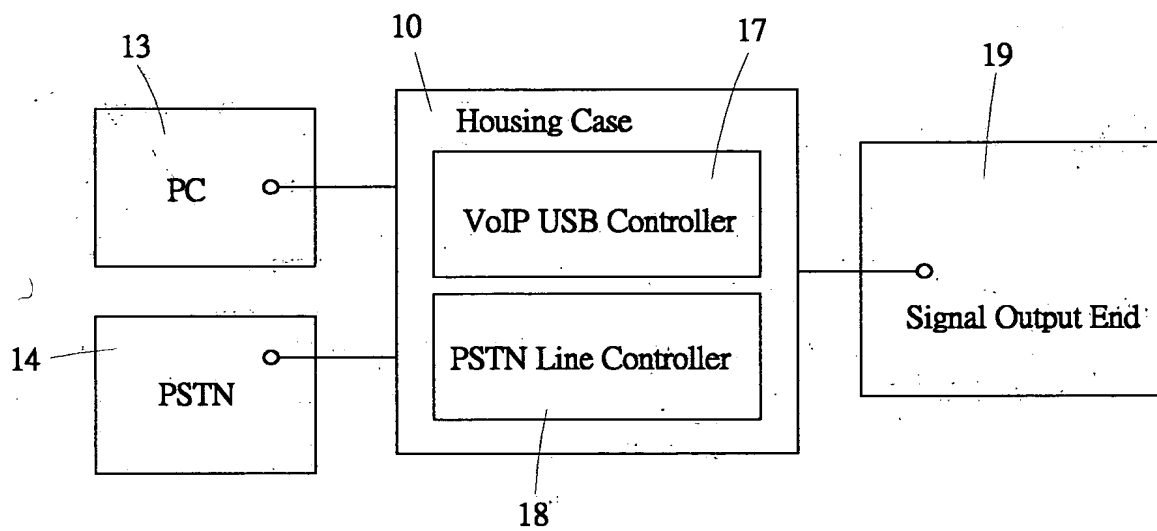 13
10
17
19
Housing Case
PC
VoIP USB Controller
Signal Output End
14
PSTN
PSTN Line Controller
18